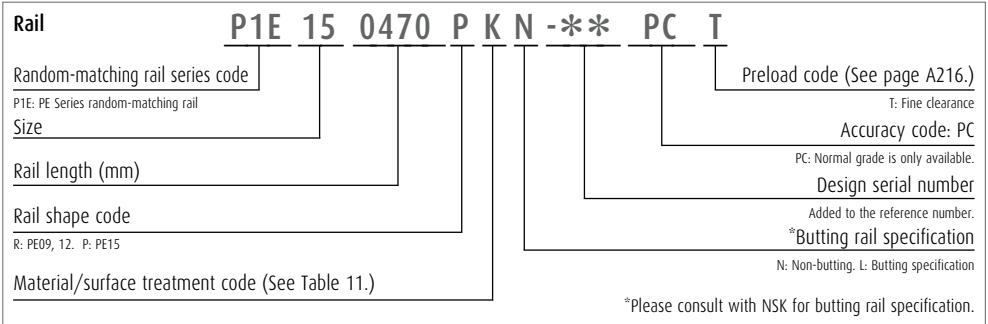 Rail P1E 15 0470 P K N -** PC T
Random-matching rail series code
P1E: PE Series random-matching rail
Size
Rail length (mm)
Rail shape code
R: PE09, 12. P: PE15
Material/surface treatment code (See Table 11.)
Preload code (See page A216.)
T: Fine clearance
Accuracy code: PC
PC: Normal grade is only available.
Design serial number
Added to the reference number.
*Butting rail specification
N: Non-butting. L: Butting specification
*Please consult with NSK for butting rail specification.